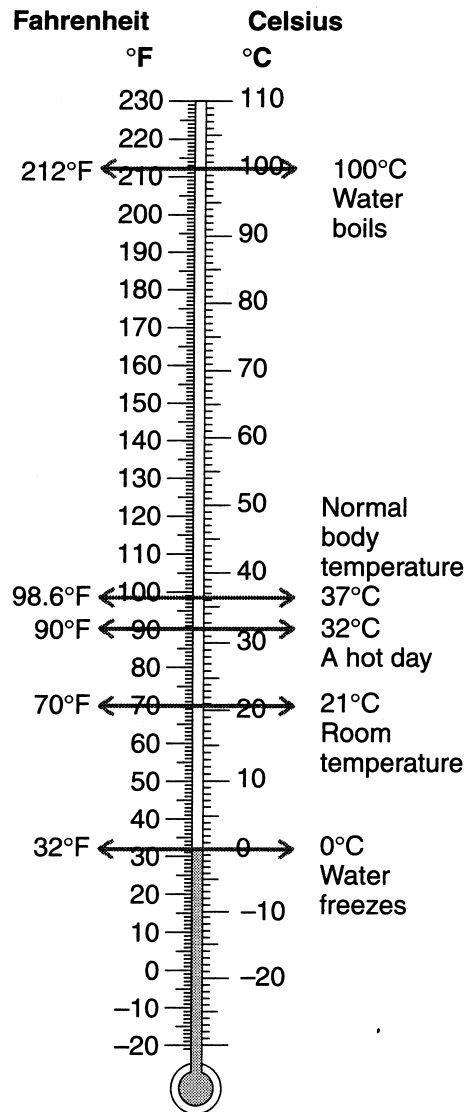 Fahrenheit Celsius
°F °C
230 110
220
212°F 210 100 100°C
Water
200 boils
190 90
180 80
170
160 70
150
140 60
130
120 50 Normal
body
110 temperature
100 40
98.6°F 37°C
90°F 90 30 32°C
80 A hot day
70°F 70 20 21°C
Room
60 temperature
50 10
40
32°F 30 0 0°C
Water
20 freezes
10 –10
0 –20
–10
–20